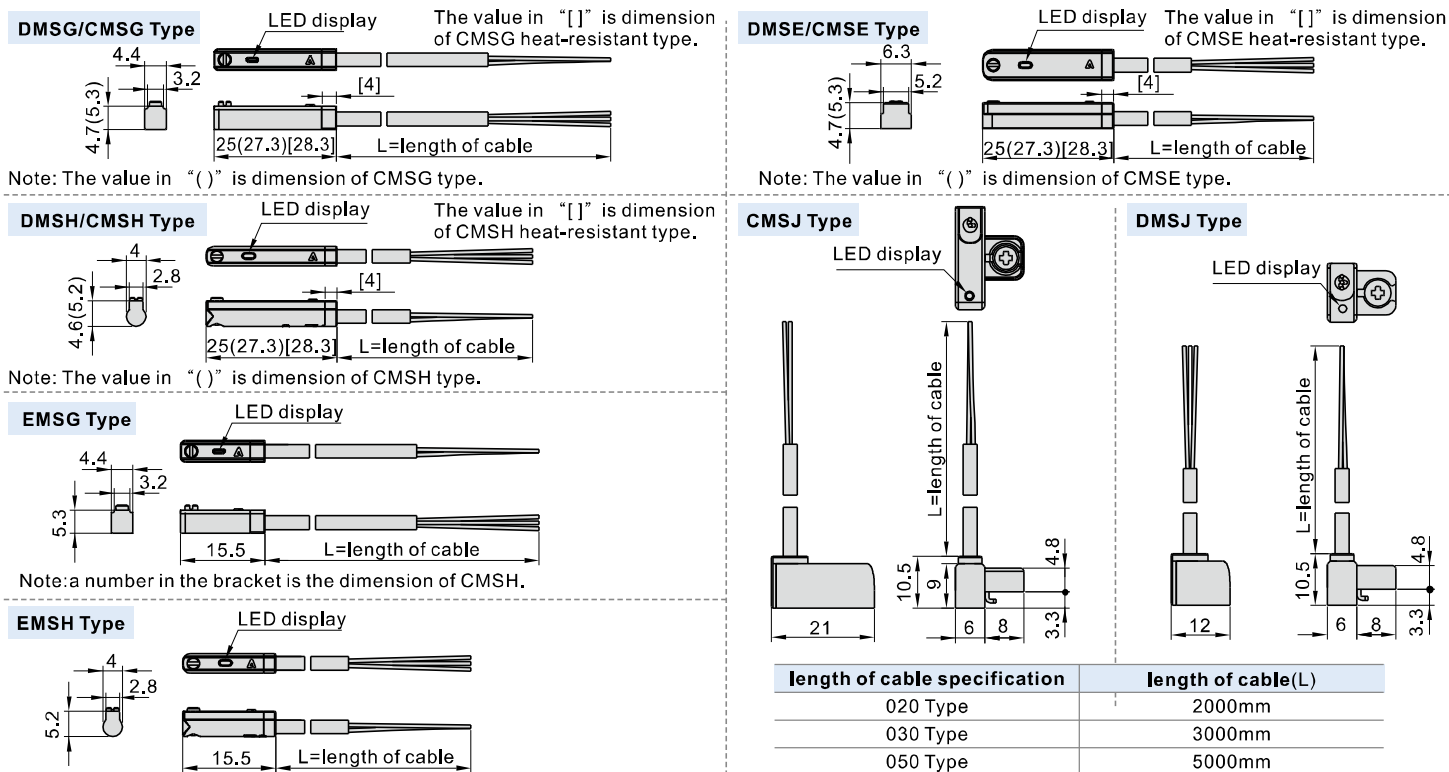 DMSG/CMSG Type
LED display
The value in “[]” is dimension
of CMSG heat-resistant type.
4.4
3.2
4.7(5.3)
[4]
25(27.3)[28.3]
L=length of cable
Note: The value in “( )” is dimension of CMSG type.
DMSE/CMSE Type
LED display
The value in “[]” is dimension
of CMSE heat-resistant type.
6.3
5.2
4.7(5.3)
[4]
25(27.3)[28.3]
L=length of cable
Note: The value in “( )” is dimension of CMSE type.
DMSH/CMSH Type
LED display
The value in “[]” is dimension
of CMSH heat-resistant type.
4
2.8
4.6(5.2)
[4]
25(27.3)[28.3]
L=length of cable
Note: The value in “( )” is dimension of CMSH type.
EMSG Type
LED display
4.4
3.2
5.3
15.5
L=length of cable
Note:a number in the bracket is the dimension of CMSH.
EMSH Type
LED display
4
2.8
5.2
15.5
L=length of cable
CMSJ Type
LED display
L=length of cable
10.5
9
4.8
3.3
21
6
8
DMSJ Type
LED display
L=length of cable
10.5
4.8
3.3
12
6
8
length of cable specification length of cable(L)
020 Type 2000mm
030 Type 3000mm
050 Type 5000mm